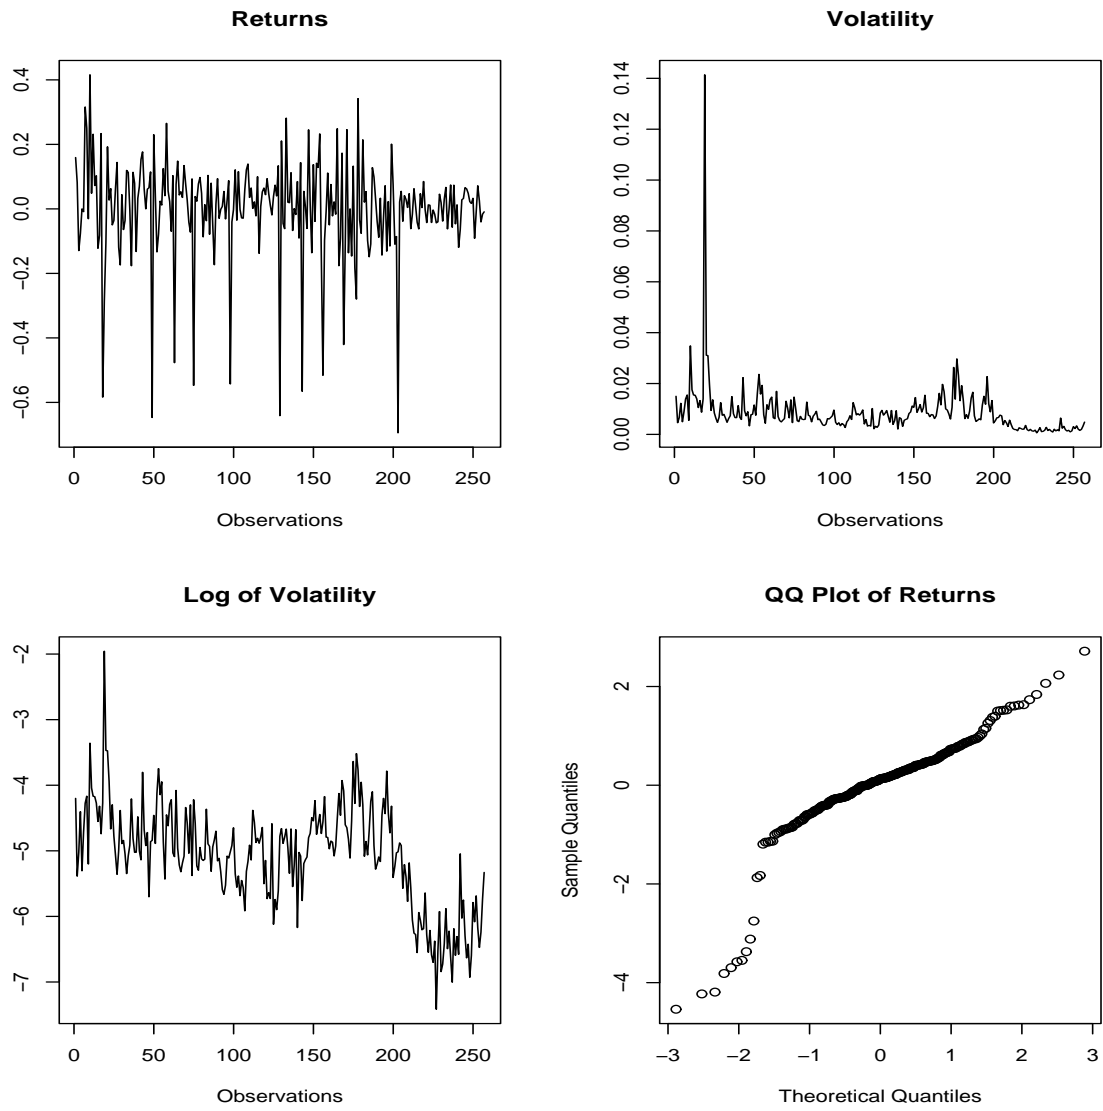 Returns
0.4
0.2
0.0
−0.2
−0.4
−0.6
0 50 100 150 200 250
Observations
Volatility
0.14
0.12
0.10
0.08
0.06
0.04
0.02
0.00
0 50 100 150 200 250
Observations
Log of Volatility
−2
−3
−4
−5
−6
−7
0 50 100 150 200 250
Observations
QQ Plot of Returns
Sample Quantiles
2
0
−2
−4
−3 −2 −1 0 1 2 3
Theoretical Quantiles